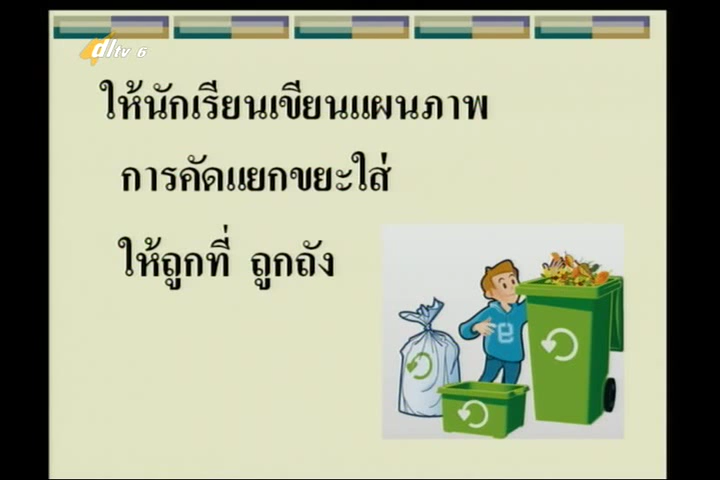 dltv 6
ให้นักเรียนเขียนแผนภาพ
การคัดแยกขยะใส่
ให้ถูกที่ ถูกถัง
e